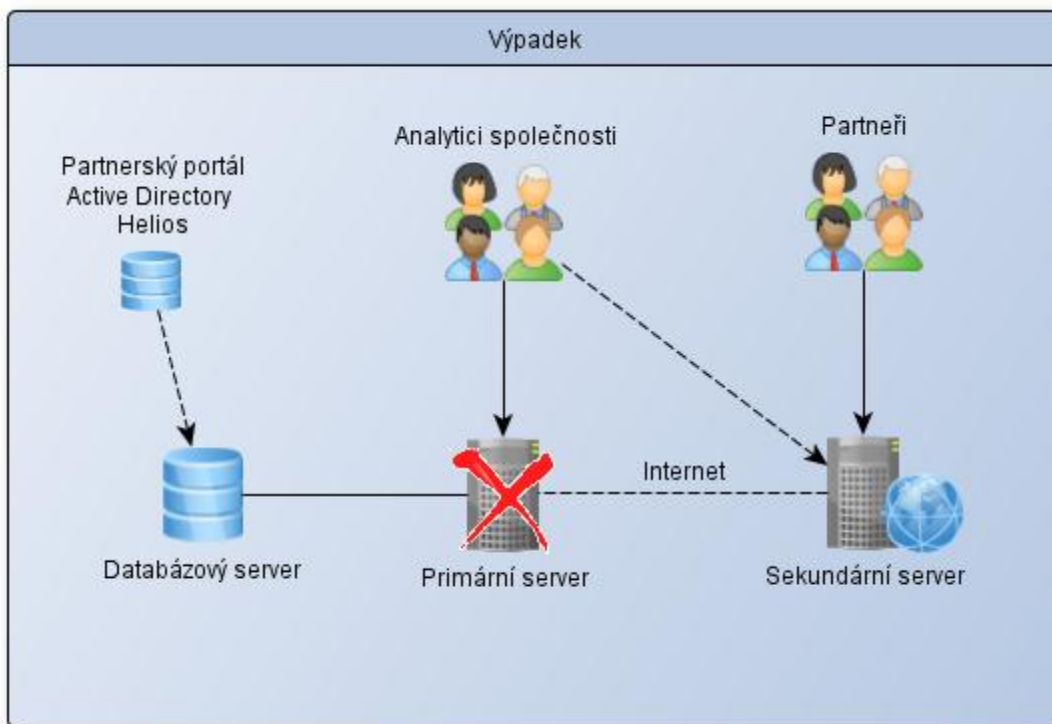 Výpadek
Partnerský portál
Active Directory
Helios
Analytici společnosti
Partneři
Internet
Databázový server
Primární server
Sekundární server